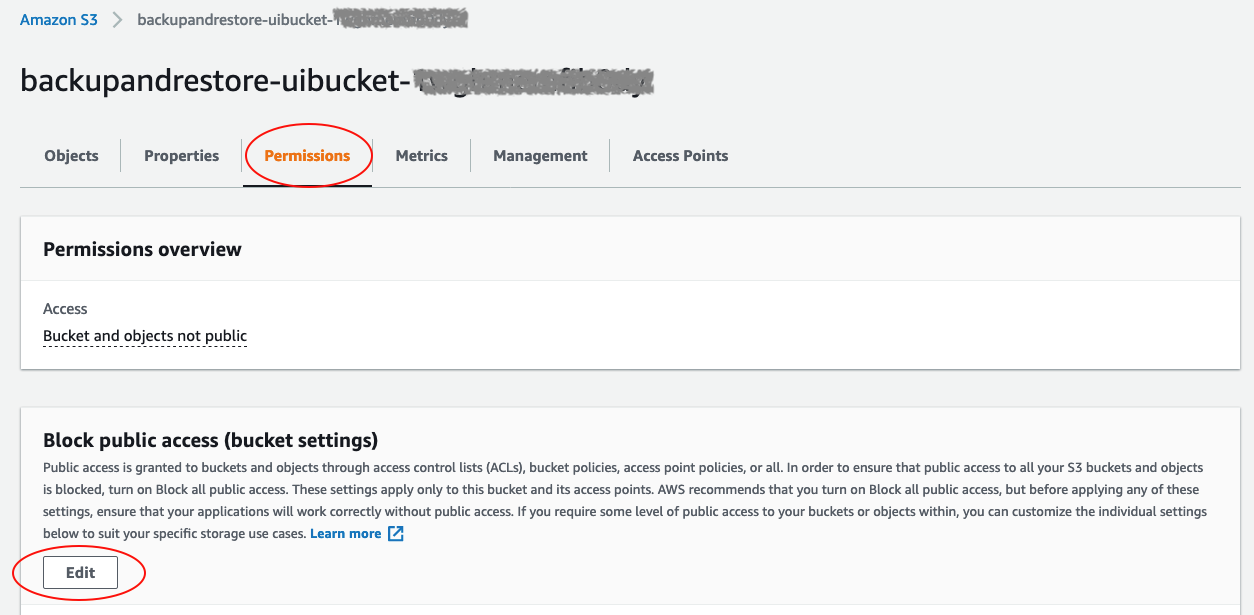 Amazon S3 > backupandrestore-uibucket-
backupandrestore-uibucket-
Objects Properties Permissions Metrics Management Access Points
Permissions overview
Access
Bucket and objects not public
Block public access (bucket settings)
Public access is granted to buckets and objects through access control lists (ACLs), bucket policies, access point policies, or all. In order to ensure that public access to all your S3 buckets and objects
is blocked, turn on Block all public access. These settings apply only to this bucket and its access points. AWS recommends that you turn on Block all public access, but before applying any of these
settings, ensure that your applications will work correctly without public access. If you require some level of public access to your buckets or objects within, you can customize the individual settings
below to suit your specific storage use cases. Learn more
Edit